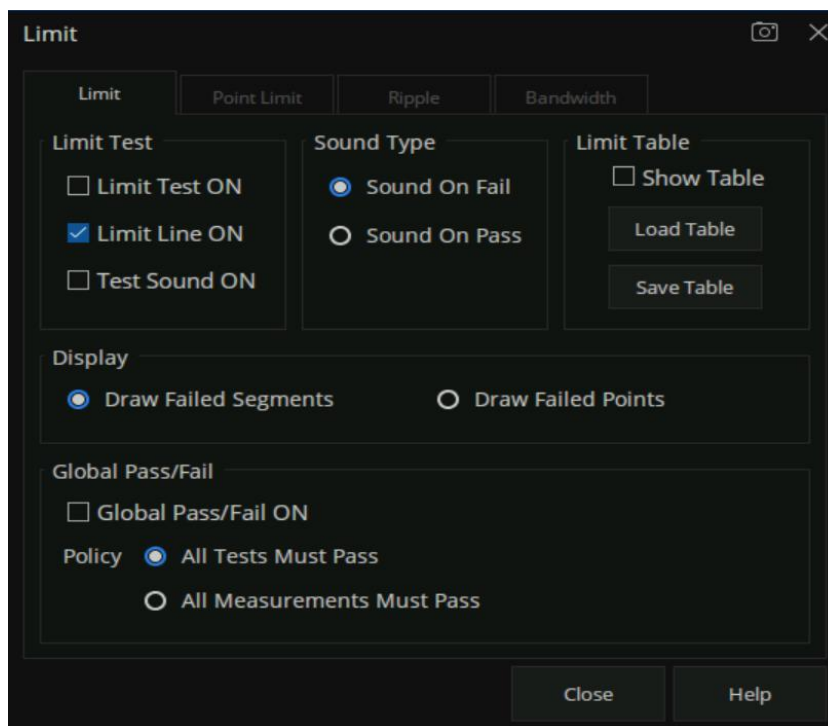 Limit
Limit Point Limit Ripple Bandwidth
Limit Test
Limit Test ON
Limit Line ON
Test Sound ON
Sound Type
Sound On Fail
Sound On Pass
Limit Table
Show Table
Load Table
Save Table
Display
Draw Failed Segments Draw Failed Points
Global Pass/Fail
Global Pass/Fail ON
Policy All Tests Must Pass
All Measurements Must Pass
Close Help